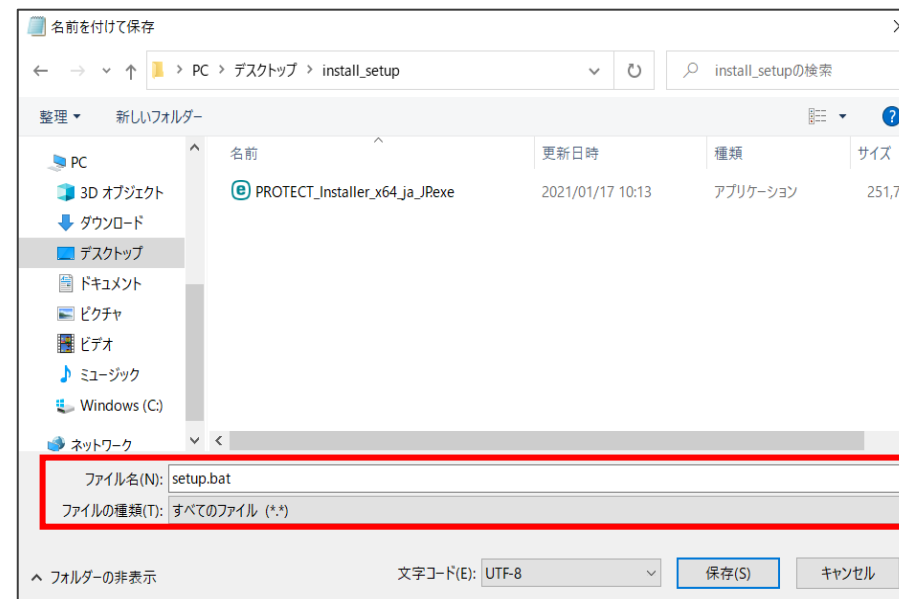 名前を付けて保存
PC > デスクトップ > install_setup
install_setupの検索
整理
新しいフォルダー
名前 更新日時 種類 サイズ
PROTECT_Installer_x64_ja_JP.exe 2021/01/17 10:13 アプリケーション 251,7
PC
3D オブジェクト
ダウンロード
デスクトップ
ドキュメント
ピクチャ
ビデオ
ミュージック
Windows (C:)
ネットワーク
ファイル名(N): setup.bat
ファイルの種類(T): すべてのファイル (*.*)
フォルダーの非表示
文字コード(E): UTF-8
保存(S)
キャンセル